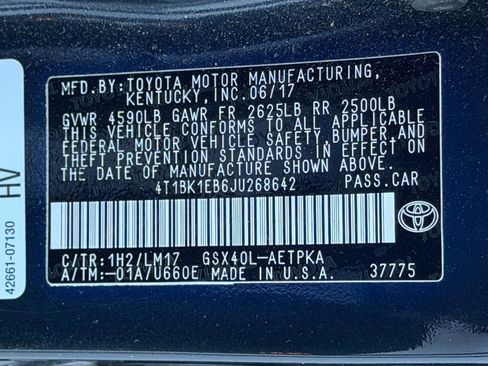 MFD. BY: TOYOTA MOTOR MANUFACTURING,
KENTUCKY, INC. 06/17
GVWR 4590LB GAWR FR 2625LB RR 2500LB
THIS VEHICLE CONFORMS TO ALL APPLICABLE
FEDERAL MOTOR VEHICLE SAFETY, BUMPER AND
THEFT PREVENTION STANDARDS IN EFFECT ON
THE DATE OF MANUFACTURE SHOWN ABOVE.
4T1BK1EB6JU268642 PASS.CAR
C/TR: 1H2/LM17 GSX40L-AETPKA
A/TM: -01A/U660E MADE IN U.S.A. 37775
42661-07130 HV